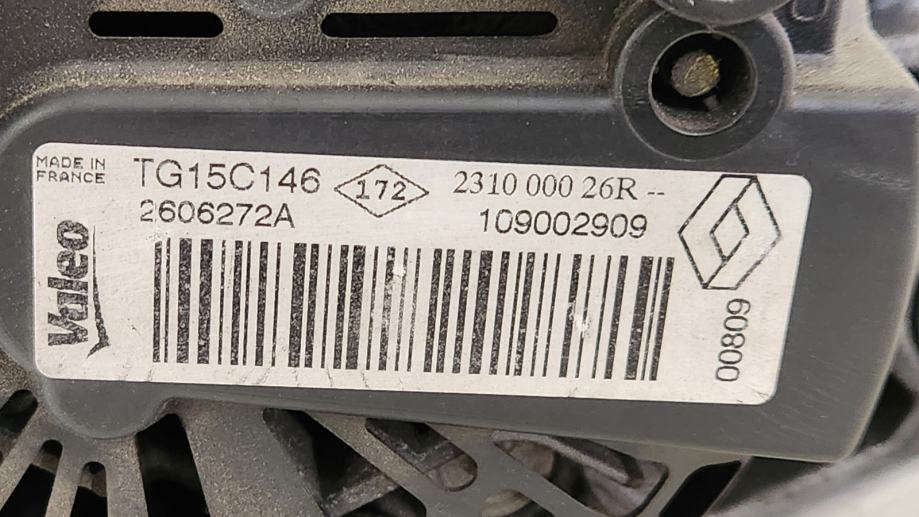 MADE IN
FRANCE
TG15C146 172 2310 000 26R --
2606272A 109002909
Valeo
00809